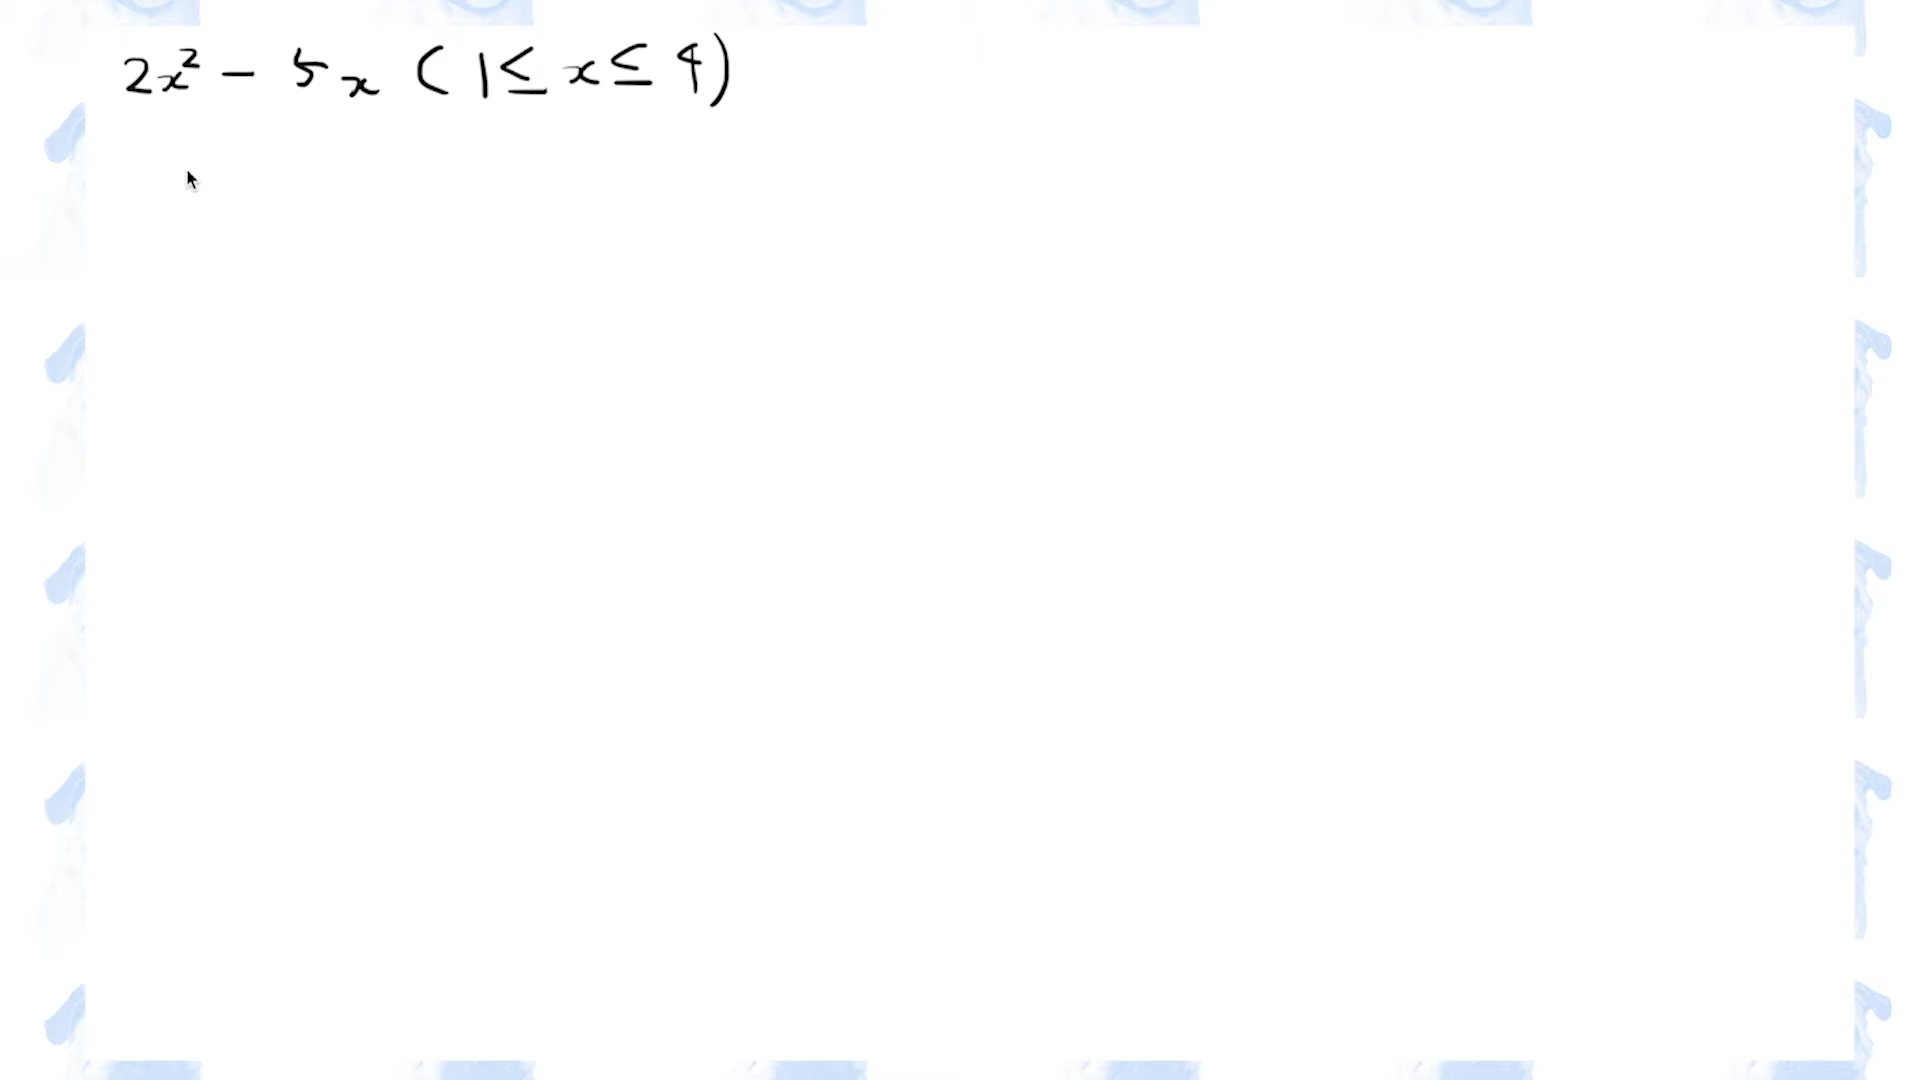 2x² - 5x (1 ≤ x ≤ 4)